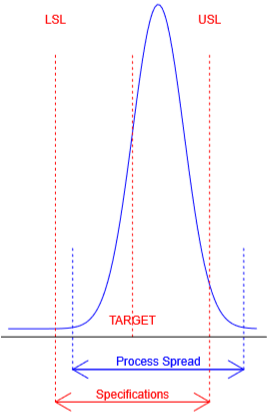 LSL
USL
TARGET
Process Spread
Specifications